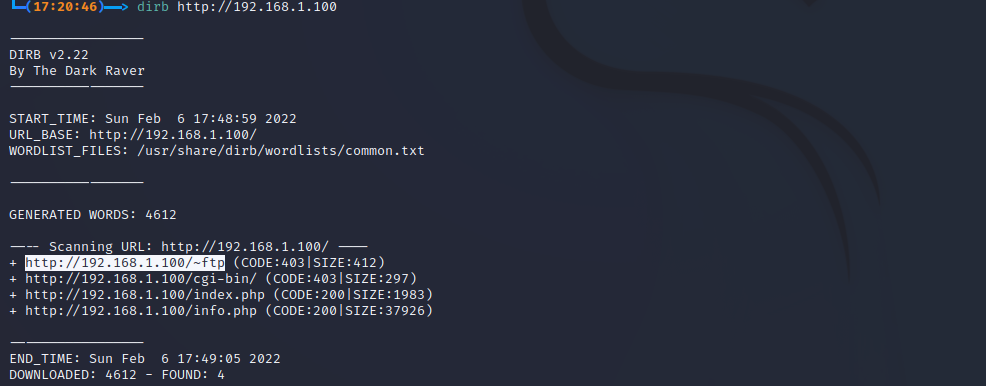 (17:20:46)──> dirb http://192.168.1.100
-----------------
DIRB v2.22
By The Dark Raver
-----------------
START_TIME: Sun Feb  6 17:48:59 2022
URL_BASE: http://192.168.1.100/
WORDLIST_FILES: /usr/share/dirb/wordlists/common.txt
-----------------
GENERATED WORDS: 4612
---- Scanning URL: http://192.168.1.100/ ----
+ http://192.168.1.100/~ftp (CODE:403|SIZE:412)
+ http://192.168.1.100/cgi-bin/ (CODE:403|SIZE:297)
+ http://192.168.1.100/index.php (CODE:200|SIZE:1983)
+ http://192.168.1.100/info.php (CODE:200|SIZE:37926)
-----------------
END_TIME: Sun Feb  6 17:49:05 2022
DOWNLOADED: 4612 - FOUND: 4